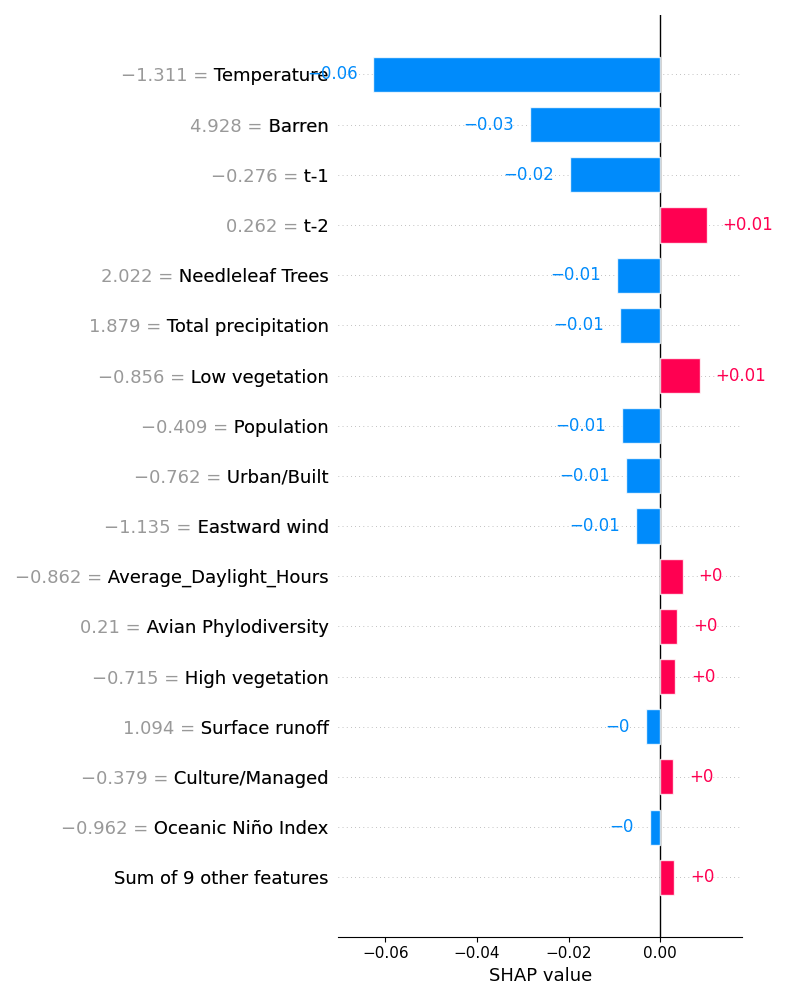 −1.311 = Temperature −0.06
4.928 = Barren −0.03
−0.276 = t-1 −0.02
0.262 = t-2 +0.01
2.022 = Needleleaf Trees −0.01
1.879 = Total precipitation −0.01
−0.856 = Low vegetation +0.01
−0.409 = Population −0.01
−0.762 = Urban/Built −0.01
−1.135 = Eastward wind −0.01
−0.862 = Average_Daylight_Hours +0
0.21 = Avian Phylodiversity +0
−0.715 = High vegetation +0
1.094 = Surface runoff −0
−0.379 = Culture/Managed +0
−0.962 = Oceanic Niño Index −0
Sum of 9 other features +0
−0.06 −0.04 −0.02 0.00
SHAP value